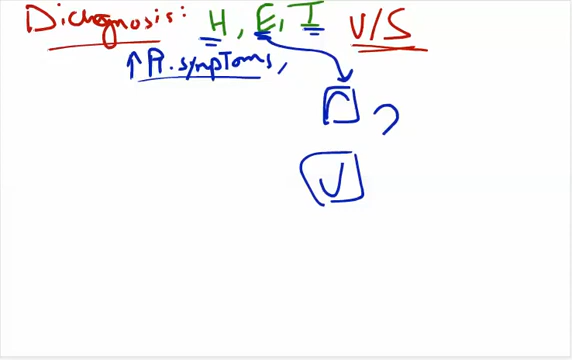 Diagnosis: H, E, I V/S
↑ Pt. symptoms,
n ?
V